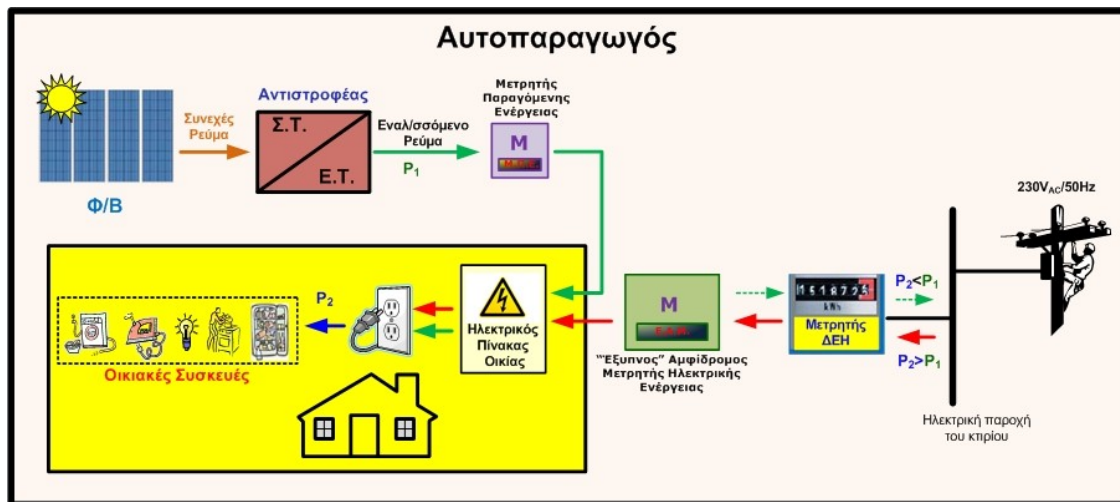 Αυτοπαραγωγός
Μετρητής
Παραγόμενης
Ενέργειας
Αντιστροφέας
Συνεχές
Ρεύμα
Σ.Τ.
Ε.Τ.
Εναλ/σσόμενο
Ρεύμα
P1
M
Φ/Β
230VAC/50Hz
P2
Ηλεκτρικός
Πίνακας
Οικίας
Οικιακές Συσκευές
M
"Έξυπνος" Αμφίδρομος
Μετρητής Ηλεκτρικής
Ενέργειας
kWh
Μετρητής
ΔΕΗ
P2<P1
P2>P1
Ηλεκτρική παροχή
του κτιρίου